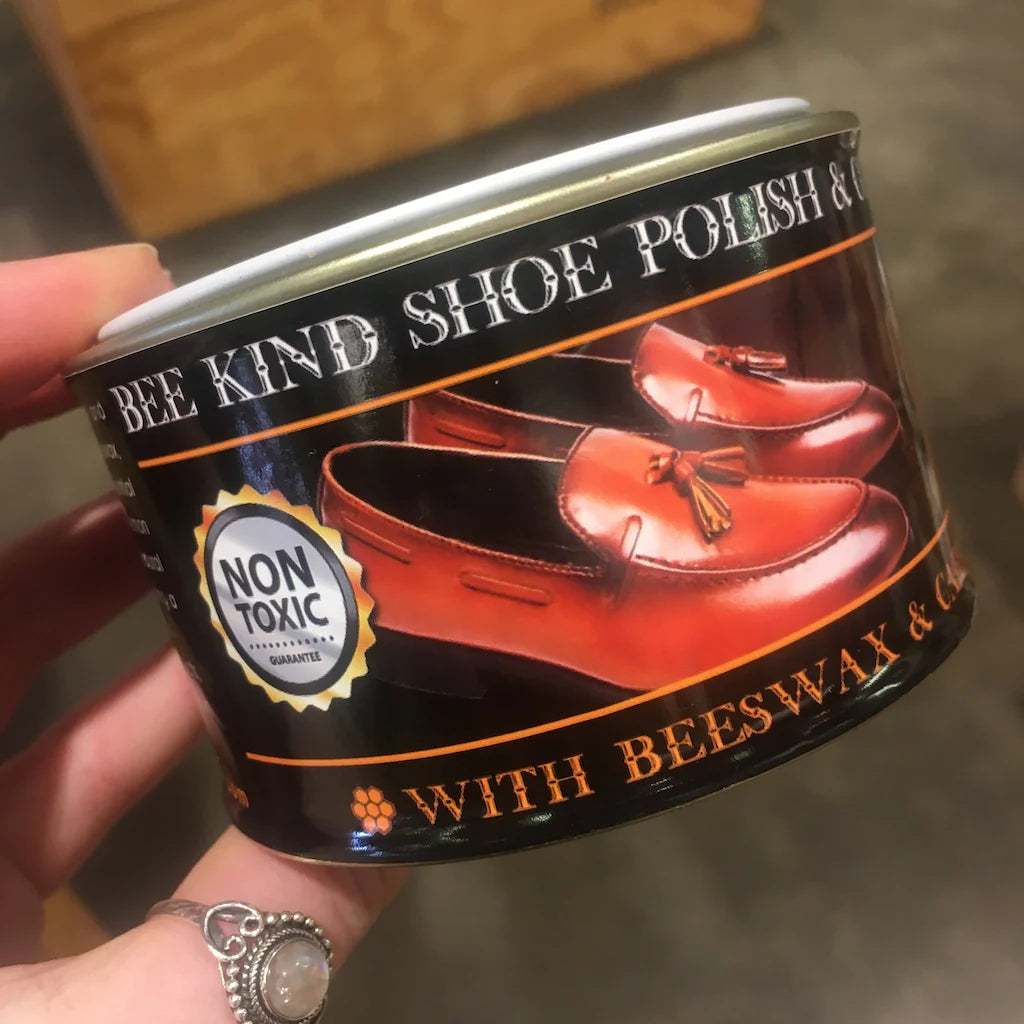 BEE KIND SHOE POLISH &
NON
TOXIC
GUARANTEE
WITH BEESWAX &